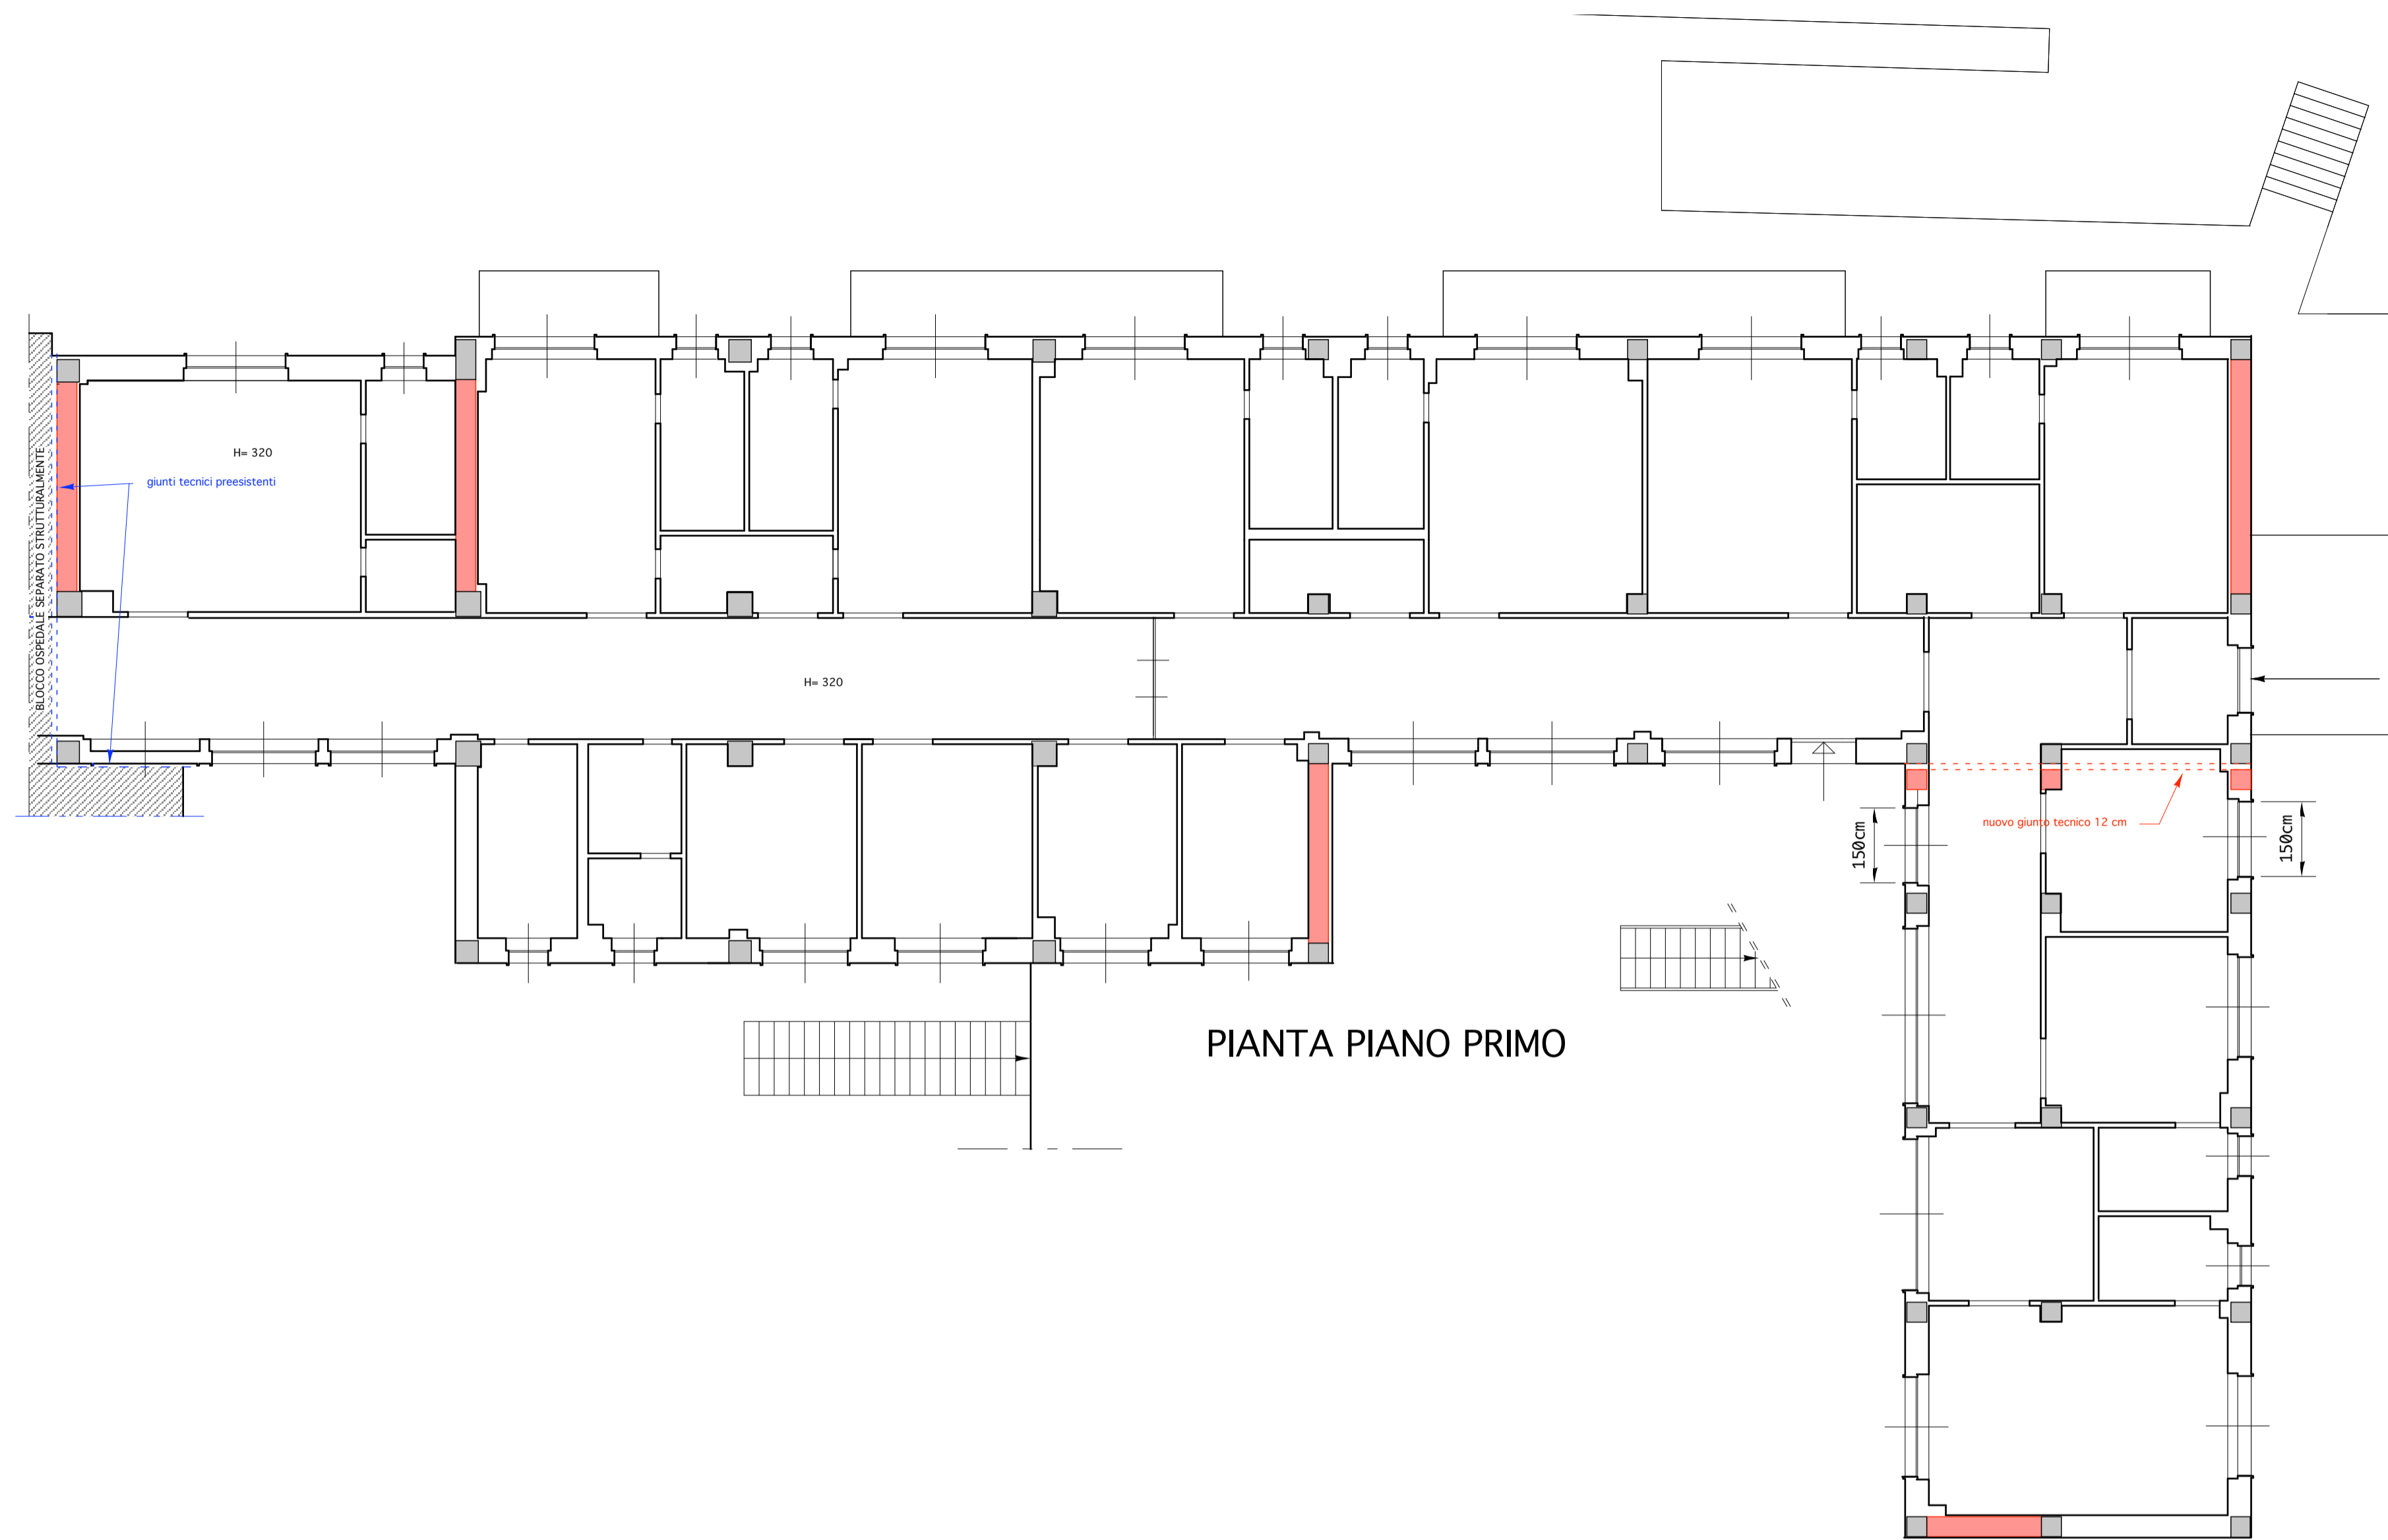 H= 320
giunti tecnici preesistenti
BLOCCO OSPEDALE SEPARATO STRUTTURALMENTE
H= 320
nuovo giunto tecnico 12 cm
150cm
150cm
PIANTA PIANO PRIMO